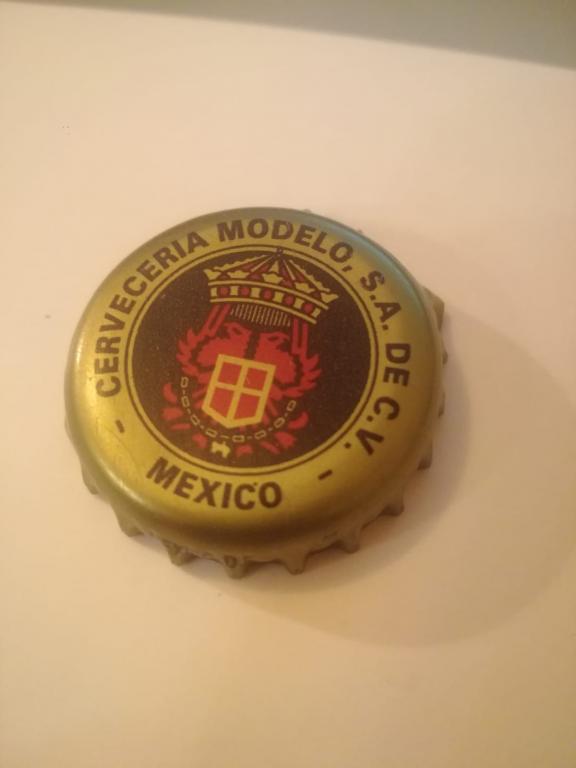 CERVECERIA MODELO, S.A. DE C.V.
- MEXICO -